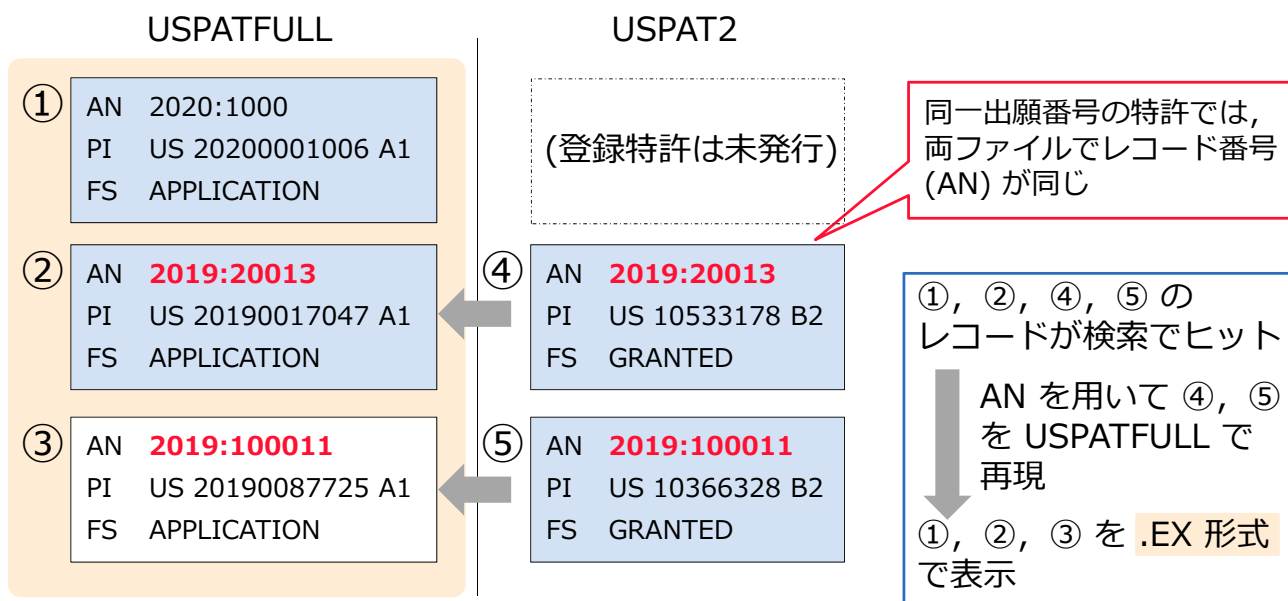 USPATFULL
USPAT2
①
AN 2020:1000
PI US 20200001006 A1
FS APPLICATION
(登録特許は未発行)
同一出願番号の特許では,
両ファイルでレコード番号
(AN) が同じ
②
AN 2019:20013
PI US 20190017047 A1
FS APPLICATION
④
AN 2019:20013
PI US 10533178 B2
FS GRANTED
③
AN 2019:100011
PI US 20190087725 A1
FS APPLICATION
⑤
AN 2019:100011
PI US 10366328 B2
FS GRANTED
①, ②, ④, ⑤ の
レコードが検索でヒット
AN を用いて ④, ⑤
を USPATFULL で
再現
①, ②, ③ を .EX 形式
で表示